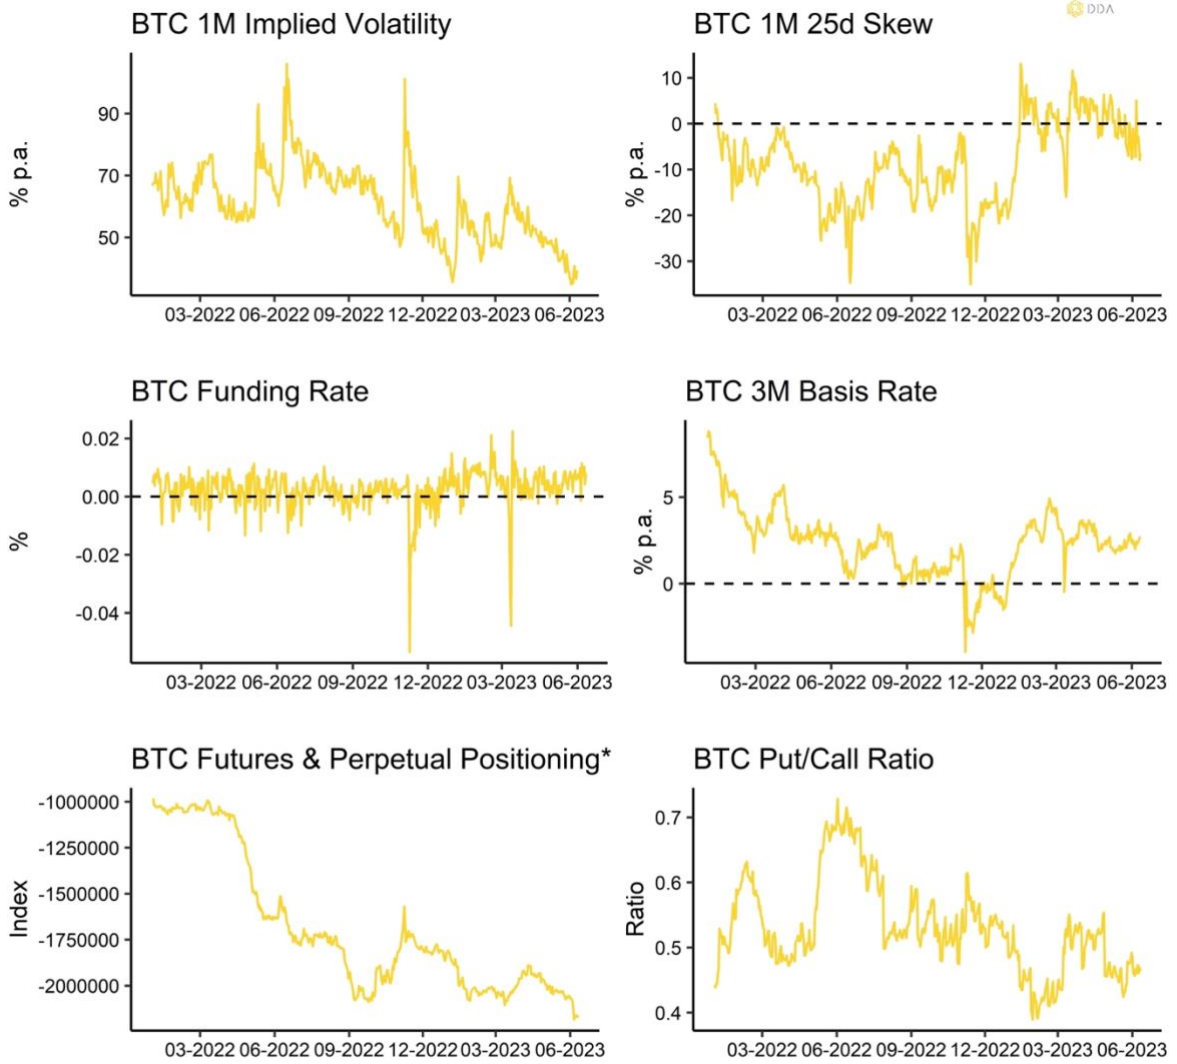 DDA
BTC 1M Implied Volatility
% p.a.
90
70
50
03-2022 06-2022 09-2022 12-2022 03-2023 06-2023
BTC 1M 25d Skew
% p.a.
10
0
-10
-20
-30
03-2022 06-2022 09-2022 12-2022 03-2023 06-2023
BTC Funding Rate
%
0.02
0.00
-0.02
-0.04
03-2022 06-2022 09-2022 12-2022 03-2023 06-2023
BTC 3M Basis Rate
% p.a.
5
0
03-2022 06-2022 09-2022 12-2022 03-2023 06-2023
BTC Futures & Perpetual Positioning*
Index
-1000000
-1250000
-1500000
-1750000
-2000000
03-2022 06-2022 09-2022 12-2022 03-2023 06-2023
BTC Put/Call Ratio
Ratio
0.7
0.6
0.5
0.4
03-2022 06-2022 09-2022 12-2022 03-2023 06-2023